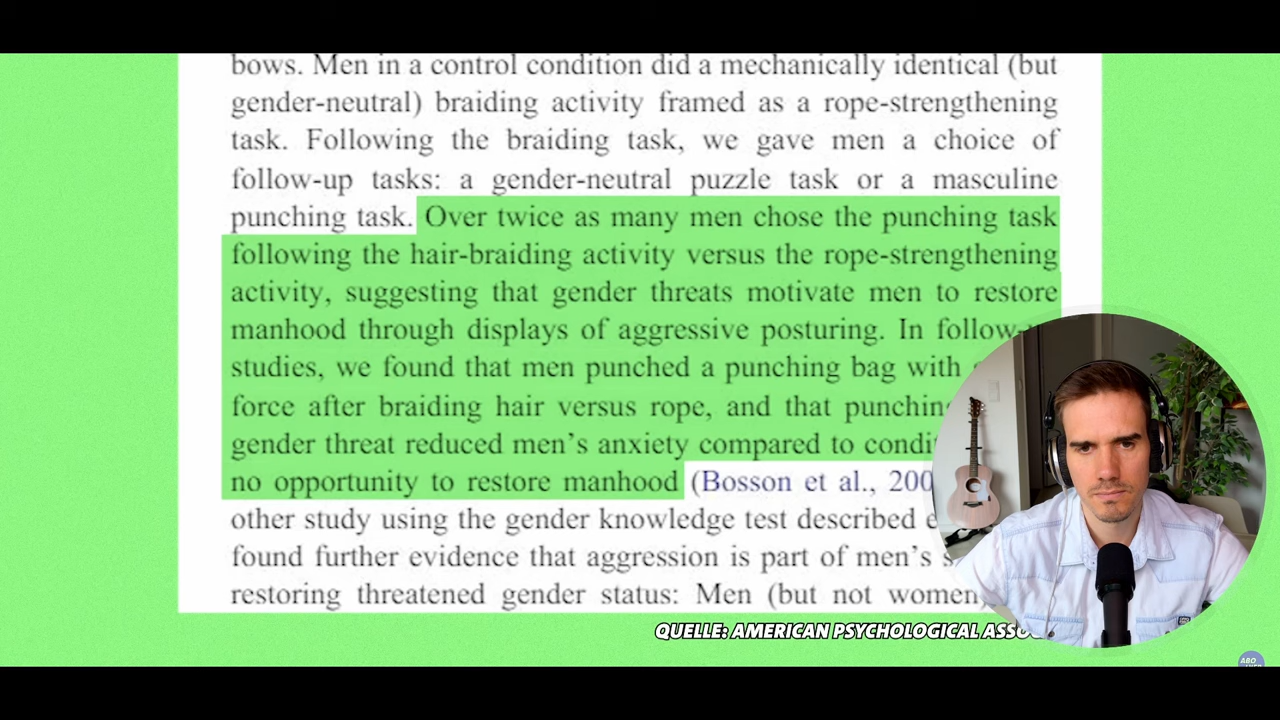 bows. Men in a control condition did a mechanically identical (but
gender-neutral) braiding activity framed as a rope-strengthening
task. Following the braiding task, we gave men a choice of
follow-up tasks: a gender-neutral puzzle task or a masculine
punching task. Over twice as many men chose the punching task
following the hair-braiding activity versus the rope-strengthening
activity, suggesting that gender threats motivate men to restore
manhood through displays of aggressive posturing. In
studies, we found that men punched a punching bag with
force after braiding hair versus rope, and that
gender threat reduced men's anxiety compared to
no opportunity to restore manhood (Bosson et al.,
other study using the gender knowledge test described
found further evidence that aggression is part of men's
restoring threatened gender status: Men (but not women)
QUELLE: AMERICAN PSYCHOLOGICAL
ABO